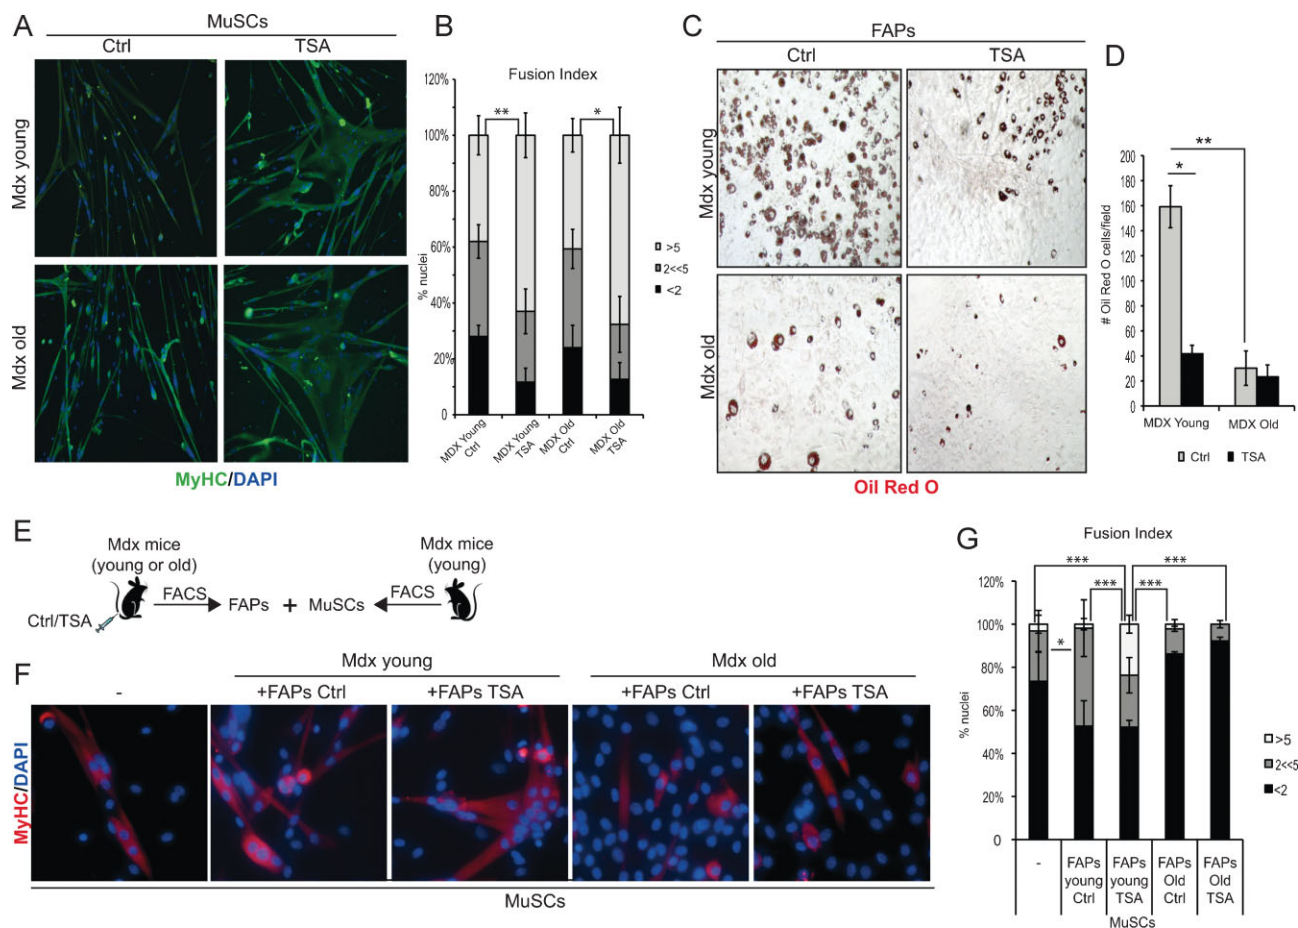 A
MuSCs
Ctrl
TSA
Mdx young
Mdx old
MyHC/DAPI
B
Fusion Index
120%
100%
80%
60%
40%
20%
0
% nuclei
**
*
>5
2<<5
<2
MDX Young Ctrl
MDX Young TSA
MDX Old Ctrl
MDX Old TSA
C
FAPs
Ctrl
TSA
Mdx young
Mdx old
Oil Red O
D
**
*
# Oil Red O cells/field
200
180
160
140
120
100
80
60
40
20
0
MDX Young
MDX Old
Ctrl
TSA
E
Mdx mice
(young or old)
Mdx mice
(young)
FACS
FAPs + MuSCs
FACS
Ctrl/TSA
F
Mdx young
Mdx old
-
+FAPs Ctrl
+FAPs TSA
+FAPs Ctrl
+FAPs TSA
MyHC/DAPI
MuSCs
G
Fusion Index
***
***
***
***
*
120%
100%
80%
60%
40%
20%
0
% nuclei
>5
2<<5
<2
-
FAPs young Ctrl
FAPs young TSA
FAPs Old Ctrl
FAPs Old TSA
MuSCs